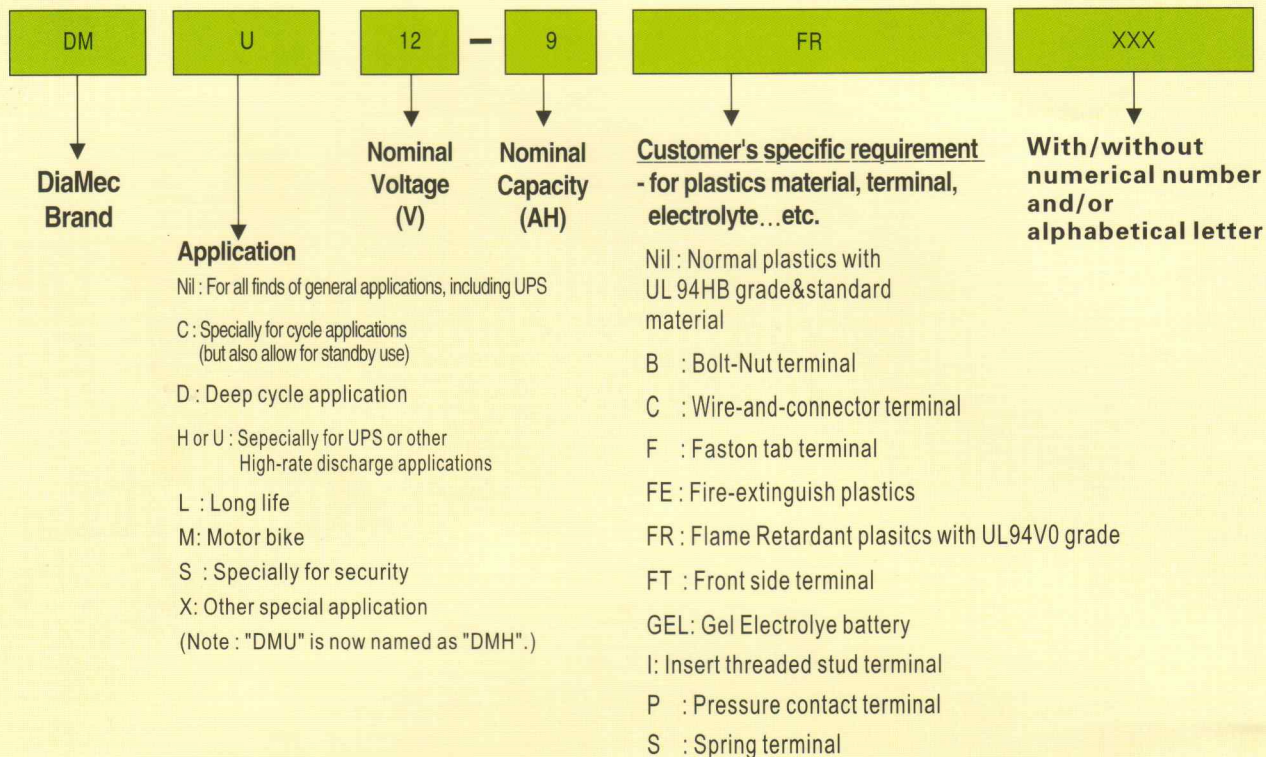 DM U 12 – 9 FR XXX
DiaMec
Brand
Application
Nil : For all finds of general applications, including UPS
C : Specially for cycle applications
(but also allow for standby use)
D : Deep cycle application
H or U : Sepecially for UPS or other
High-rate discharge applications
L : Long life
M: Motor bike
S : Specially for security
X: Other special application
(Note : "DMU" is now named as "DMH".)
Nominal
Voltage
(V)
Nominal
Capacity
(AH)
Customer's specific requirement
- for plastics material, terminal,
electrolyte...etc.
Nil : Normal plastics with
UL 94HB grade&standard
material
B : Bolt-Nut terminal
C : Wire-and-connector terminal
F : Faston tab terminal
FE : Fire-extinguish plastics
FR : Flame Retardant plasitcs with UL94V0 grade
FT : Front side terminal
GEL: Gel Electrolye battery
I: Insert threaded stud terminal
P : Pressure contact terminal
S : Spring terminal
With/without
numerical number
and/or
alphabetical letter